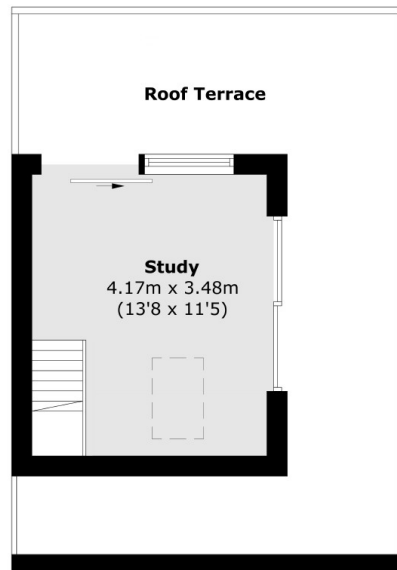 Roof Terrace
Study
4.17m x 3.48m
(13'8 x 11'5)